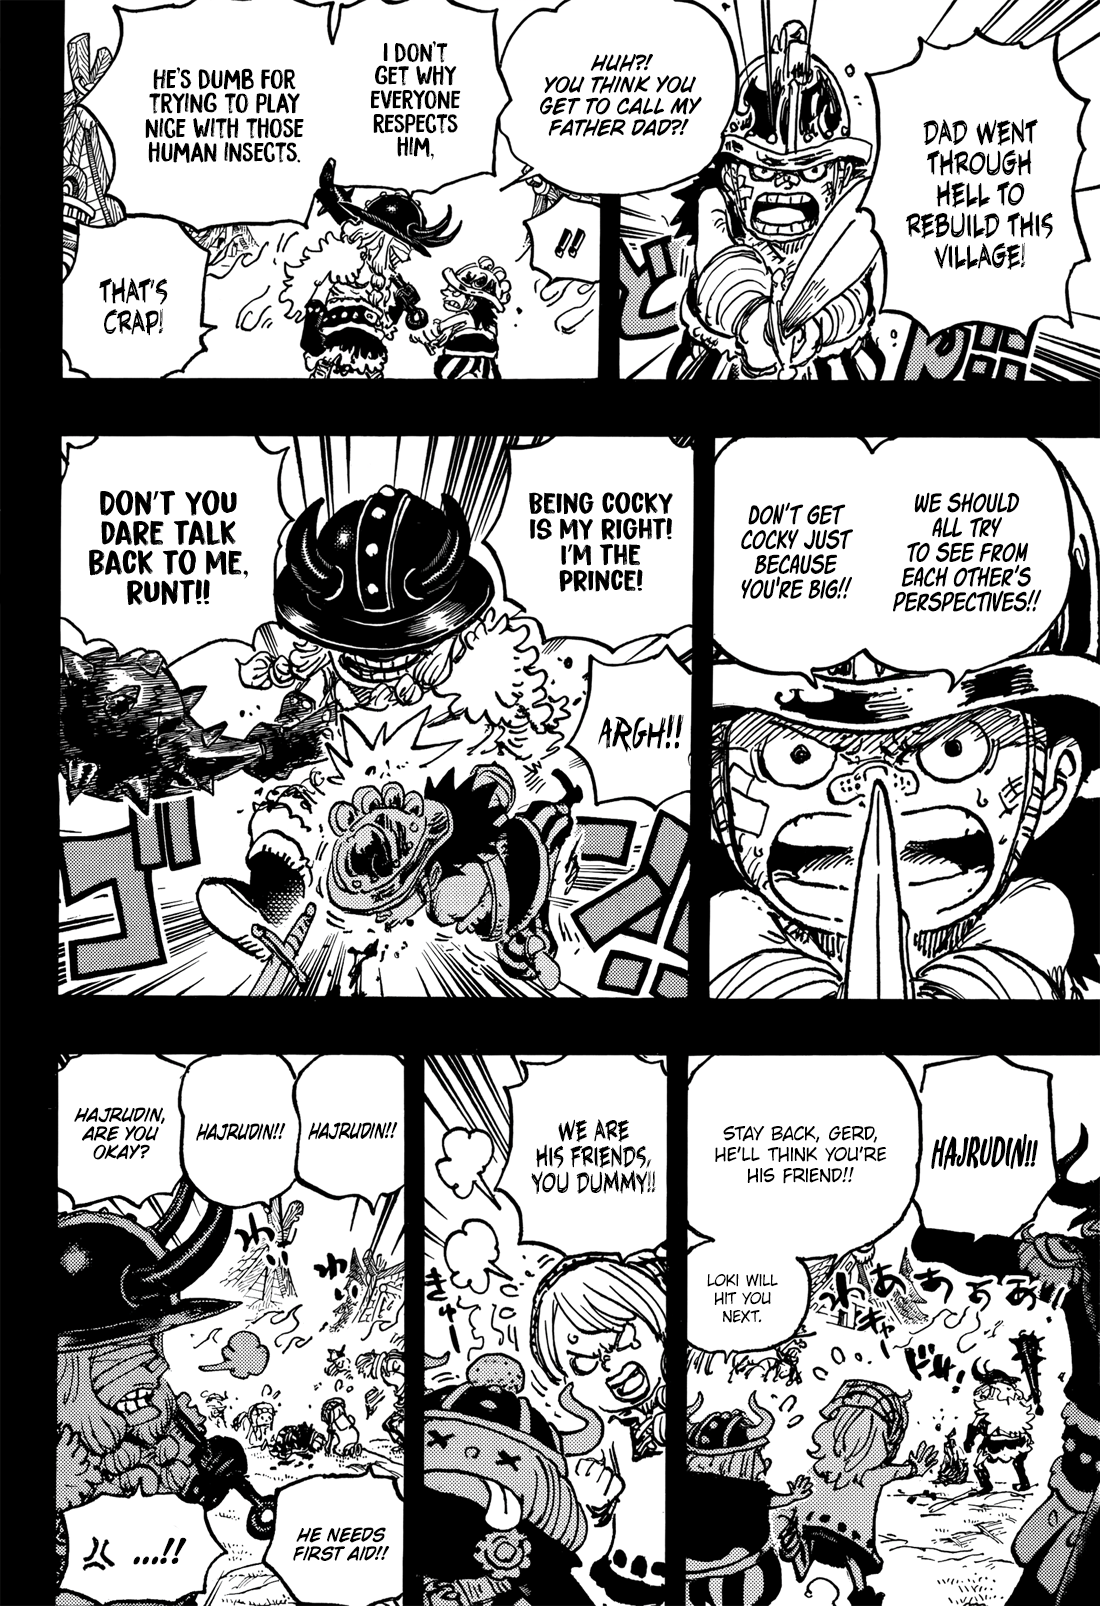 DAD WENT
THROUGH
HELL TO
REBUILD THIS
VILLAGE!
HUH?!
YOU THINK YOU
GET TO CALL MY
FATHER DAD?!
!!
I DON'T
GET WHY
EVERYONE
RESPECTS
HIM,
HE'S DUMB FOR
TRYING TO PLAY
NICE WITH THOSE
HUMAN INSECTS.
THAT'S
CRAP!
WE SHOULD
ALL TRY
TO SEE FROM
EACH OTHER'S
PERSPECTIVES!!
DON'T GET
COCKY JUST
BECAUSE
YOU'RE BIG!!
BEING COCKY
IS MY RIGHT!
I'M THE
PRINCE!
ARGH!!
DON'T YOU
DARE TALK
BACK TO ME,
RUNT!!
HAJRUDIN!!
STAY BACK, GERD,
HE'LL THINK YOU'RE
HIS FRIEND!!
LOKI WILL
HIT YOU
NEXT.
WE ARE
HIS FRIENDS,
YOU DUMMY!!
HAJRUDIN!!
HAJRUDIN!!
HAJRUDIN,
ARE YOU
OKAY?
HE NEEDS
FIRST AID!!
...!!